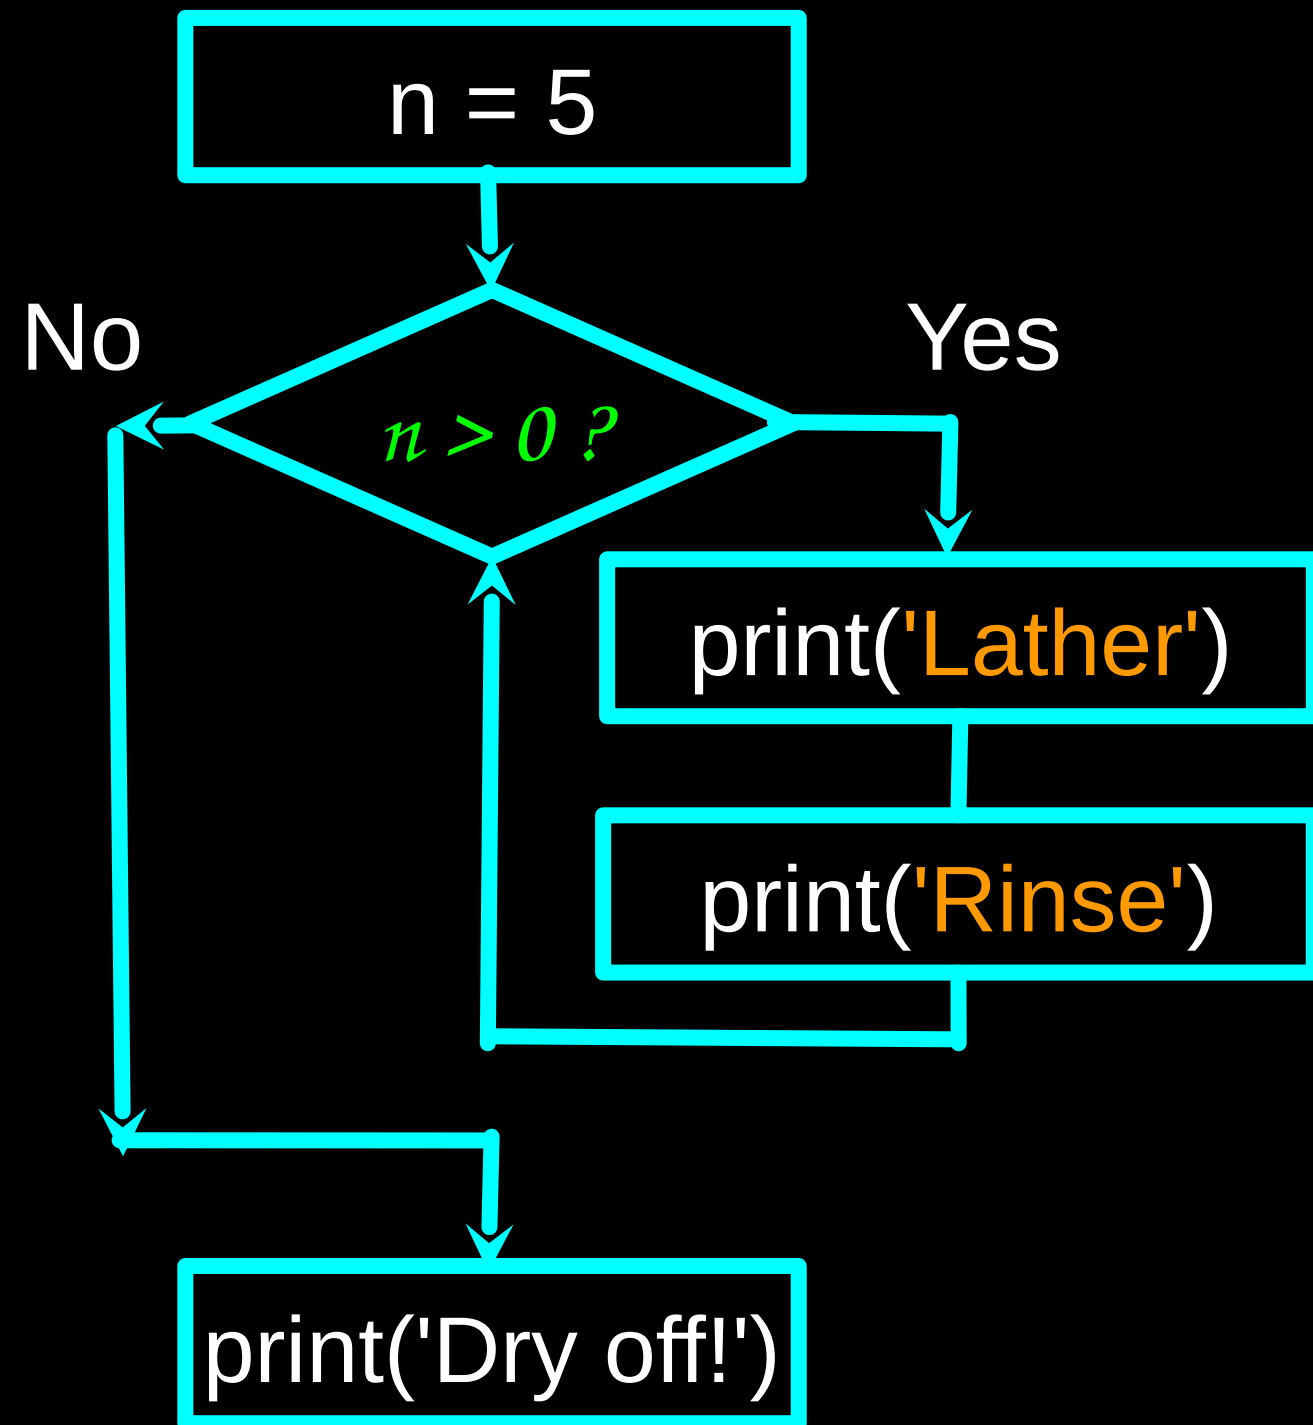 n = 5
No
Yes
n > 0 ?
print('Lather')
print('Rinse')
print('Dry off!')